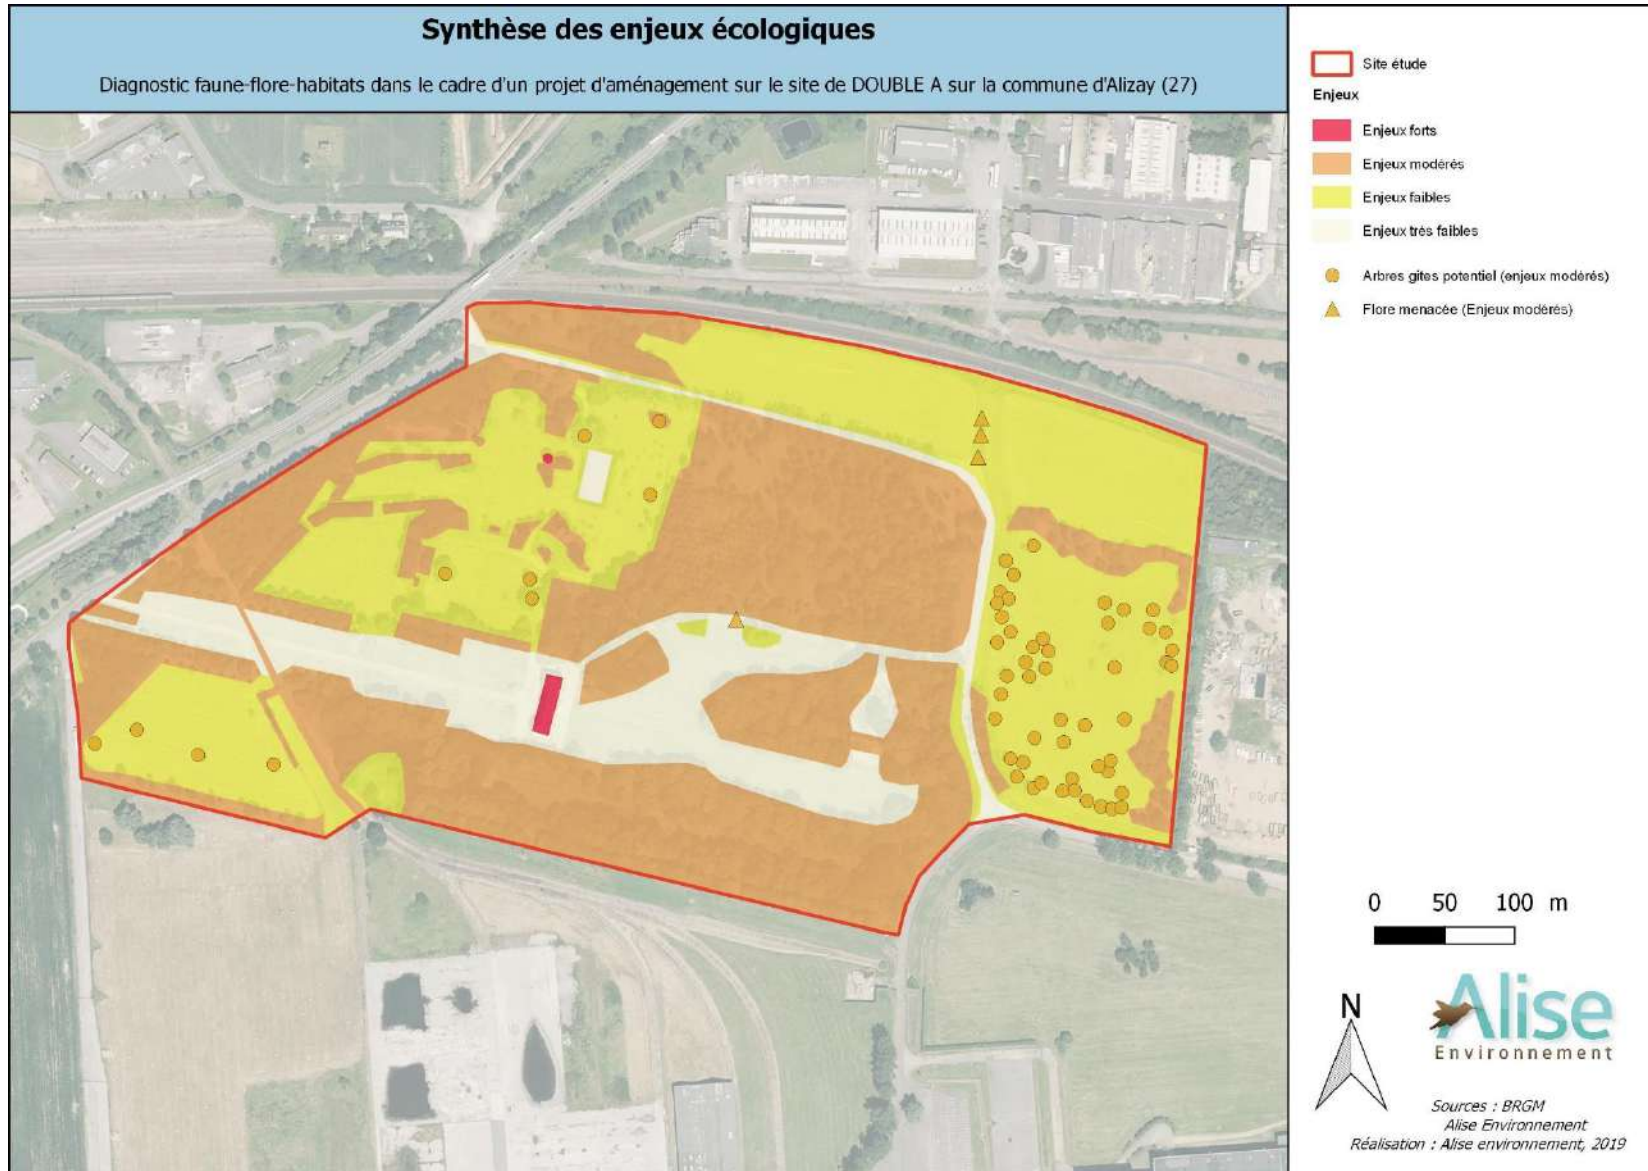 Synthèse des enjeux écologiques
Diagnostic faune-flore-habitats dans le cadre d'un projet d'aménagement sur le site de DOUBLE A sur la commune d'Alizay (27)
Site étude
Enjeux
Enjeux forts
Enjeux modérés
Enjeux faibles
Enjeux très faibles
Arbres gites potentiel (enjeux modérés)
Flore menacée (Enjeux modérés)
0 50 100 m
N
Alise
Environnement
Sources : BRGM
Alise Environnement
Réalisation : Alise environnement, 2019